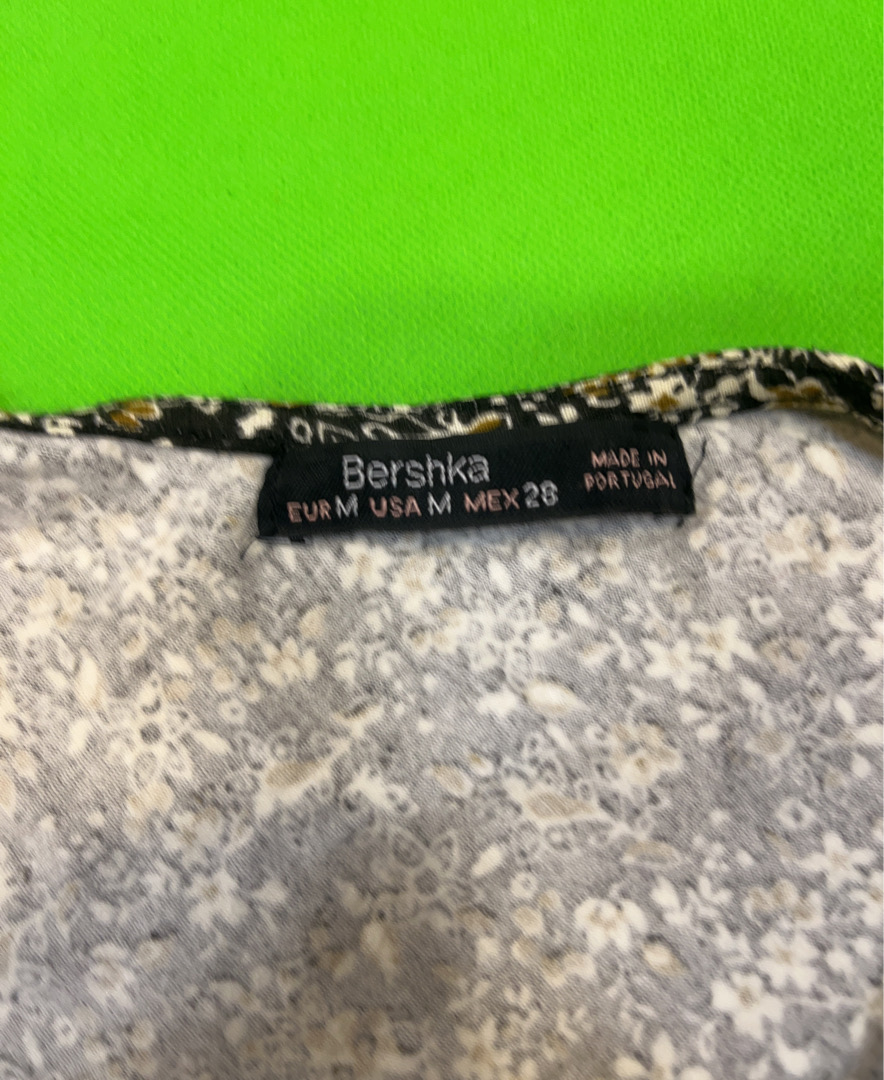 Bershka
EUR M USA M MEX 28
MADE IN
PORTUGAL